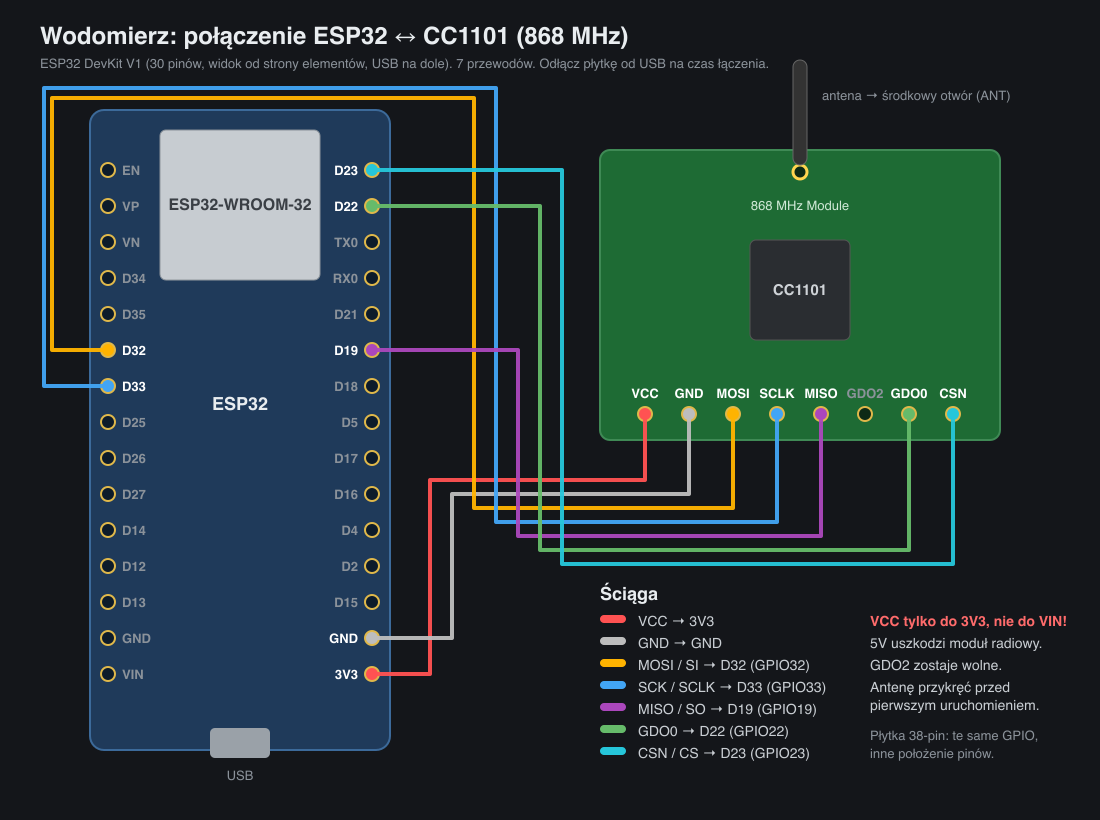 Wodomierz: połączenie ESP32 ↔ CC1101 (868 MHz)
ESP32 DevKit V1 (30 pinów, widok od strony elementów, USB na dole). 7 przewodów. Odłącz płytkę od USB na czas łączenia.
antena → środkowy otwór (ANT)
EN
VP
VN
D34
D35
D32
D33
D25
D26
D27
D14
D12
D13
GND
VIN
ESP32-WROOM-32
ESP32
D23
D22
TX0
RX0
D21
D19
D18
D5
D17
D16
D4
D2
D15
GND
3V3
USB
868 MHz Module
CC1101
VCC GND MOSI SCLK MISO GDO2 GDO0 CSN
Ściąga
VCC → 3V3
GND → GND
MOSI / SI → D32 (GPIO32)
SCK / SCLK → D33 (GPIO33)
MISO / SO → D19 (GPIO19)
GDO0 → D22 (GPIO22)
CSN / CS → D23 (GPIO23)
VCC tylko do 3V3, nie do VIN!
5V uszkodzi moduł radiowy.
GDO2 zostaje wolne.
Antenę przykręć przed
pierwszym uruchomieniem.
Płytka 38-pin: te same GPIO,
inne położenie pinów.